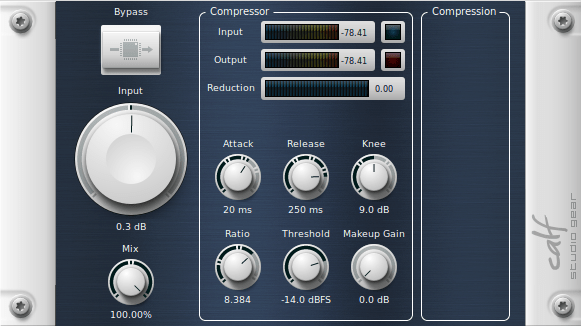 Bypass
Input
0.3 dB
Mix
100.00%
Compressor
Input
-78.41
Output
-78.41
Reduction
0.00
Attack
Release
Knee
20 ms
250 ms
9.0 dB
Ratio
Threshold
Makeup Gain
8.384
-14.0 dBFS
0.0 dB
Compression
calf
studio gear